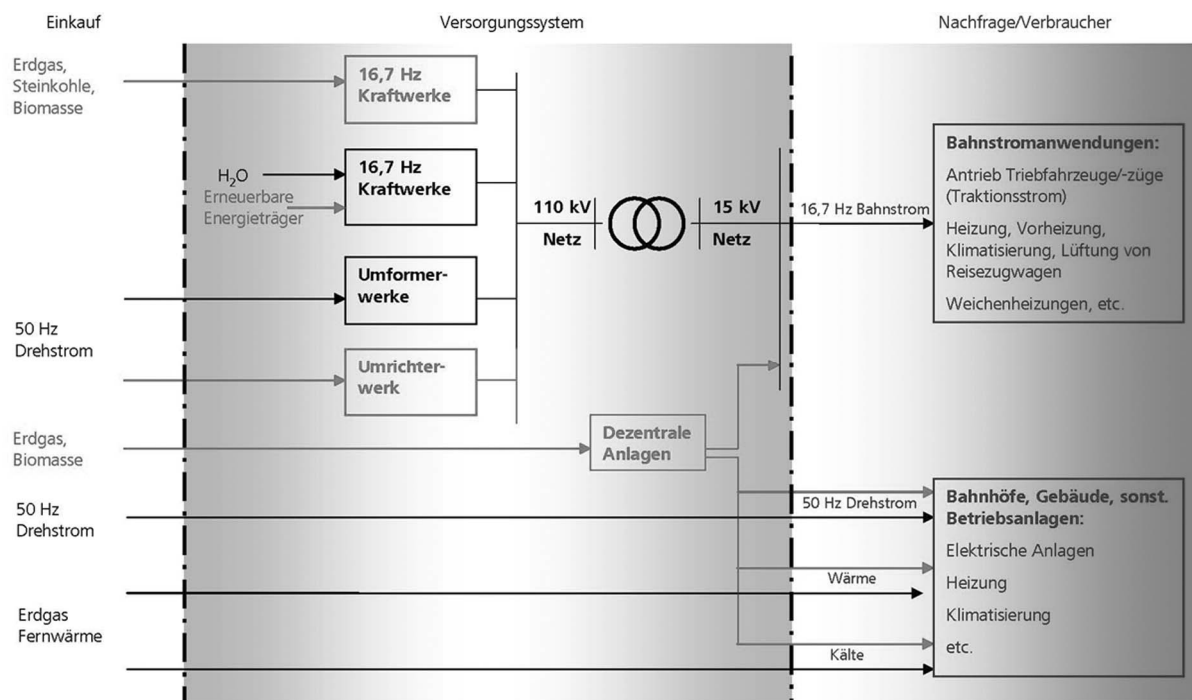 Einkauf
Versorgungssystem
Nachfrage/Verbraucher
Erdgas,
Steinkohle,
Biomasse
16,7 Hz
Kraftwerke
H₂O
Erneuerbare
Energieträger
16,7 Hz
Kraftwerke
110 kV
Netz
15 kV
Netz
16,7 Hz Bahnstrom
Bahnstromanwendungen:
Antrieb Triebfahrzeuge/-züge
(Traktionsstrom)
Heizung, Vorheizung,
Klimatisierung, Lüftung von
Reisezugwagen
Weichenheizungen, etc.
50 Hz
Drehstrom
Umformer-
werke
Umrichter-
werk
Erdgas,
Biomasse
Dezentrale
Anlagen
50 Hz
Drehstrom
50 Hz Drehstrom
Erdgas
Fernwärme
Wärme
Kälte
Bahnhöfe, Gebäude, sonst.
Betriebsanlagen:
Elektrische Anlagen
Heizung
Klimatisierung
etc.